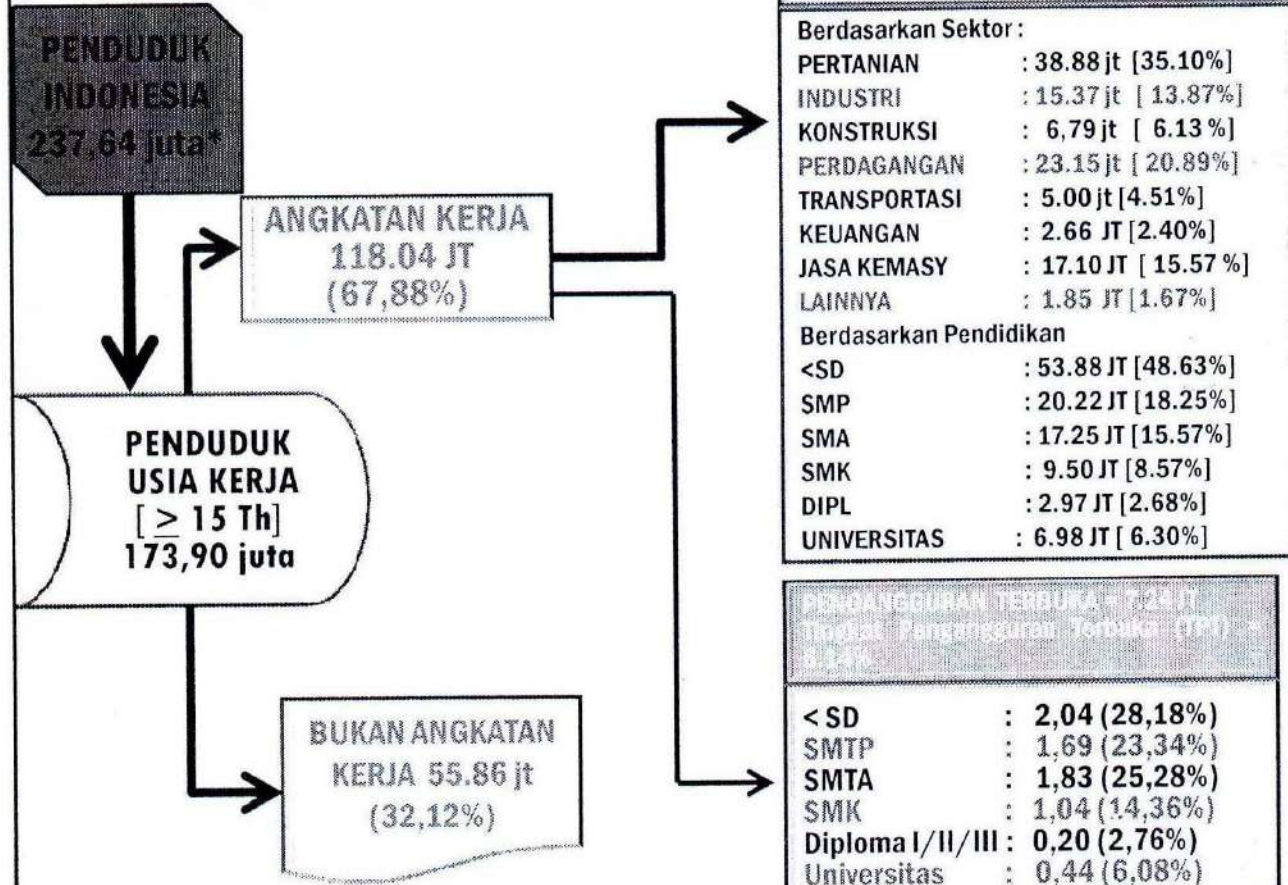 PENDUDUK
INDONESIA
237,64 juta*
ANGKATAN KERJA
118.04 JT
(67,88%)
PENDUDUK
USIA KERJA
[ ≥ 15 Th]
173,90 juta
BUKAN ANGKATAN
KERJA 55.86 jt
(32,12%)
Berdasarkan Sektor :
PERTANIAN : 38.88 jt [35.10%]
INDUSTRI : 15.37 jt [ 13.87%]
KONSTRUKSI : 6,79 jt [ 6.13 %]
PERDAGANGAN : 23.15 jt [ 20.89%]
TRANSPORTASI : 5.00 jt [4.51%]
KEUANGAN : 2.66 JT [2.40%]
JASA KEMASY : 17.10 JT [ 15.57 %]
LAINNYA : 1.85 JT [1.67%]
Berdasarkan Pendidikan
<SD : 53.88 JT [48.63%]
SMP : 20.22 JT [18.25%]
SMA : 17.25 JT [15.57%]
SMK : 9.50 JT [8.57%]
DIPL : 2.97 JT [2.68%]
UNIVERSITAS : 6.98 JT [ 6.30%]
PENGANGGURAN TERBUKA = 7.24 JT
Tingkat Pengangguran Terbuka (TPT) =
6.14%
< SD : 2,04 (28,18%)
SMTP : 1,69 (23,34%)
SMTA : 1,83 (25,28%)
SMK : 1,04 (14,36%)
Diploma I/II/III : 0,20 (2,76%)
Universitas : 0,44 (6,08%)